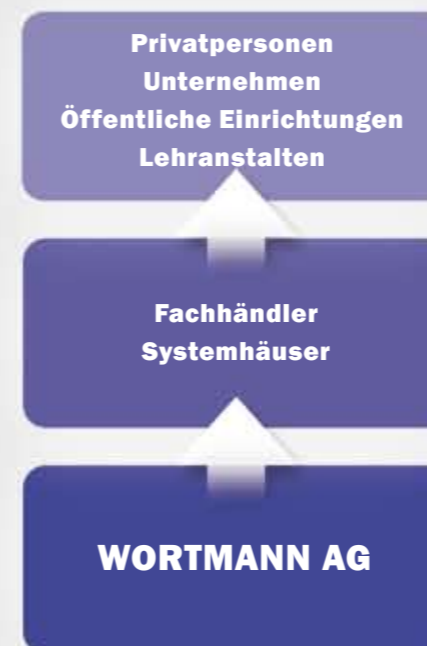 Privatpersonen
Unternehmen
Öffentliche Einrichtungen
Lehranstalten
Fachhändler
Systemhäuser
WORTMANN AG